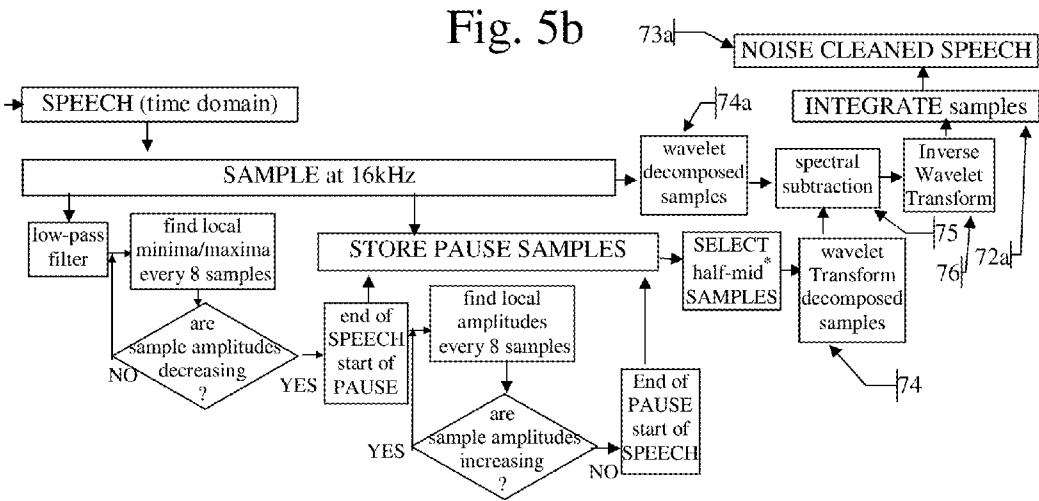 Fig. 5b
73a
NOISE CLEANED SPEECH
SPEECH (time domain)
74a
INTEGRATE samples
SAMPLE at 16kHz
wavelet
decomposed
samples
spectral
subtraction
Inverse
Wavelet
Transform
low-pass
filter
find local
minima/maxima
every 8 samples
STORE PAUSE SAMPLES
SELECT
half-mid*
SAMPLES
wavelet
Transform
decomposed
samples
75
76
72a
74
are
sample amplitudes
decreasing
?
NO
YES
end of
SPEECH
start of
PAUSE
find local
amplitudes
every 8 samples
are
sample amplitudes
increasing
?
YES
NO
End of
PAUSE
start of
SPEECH